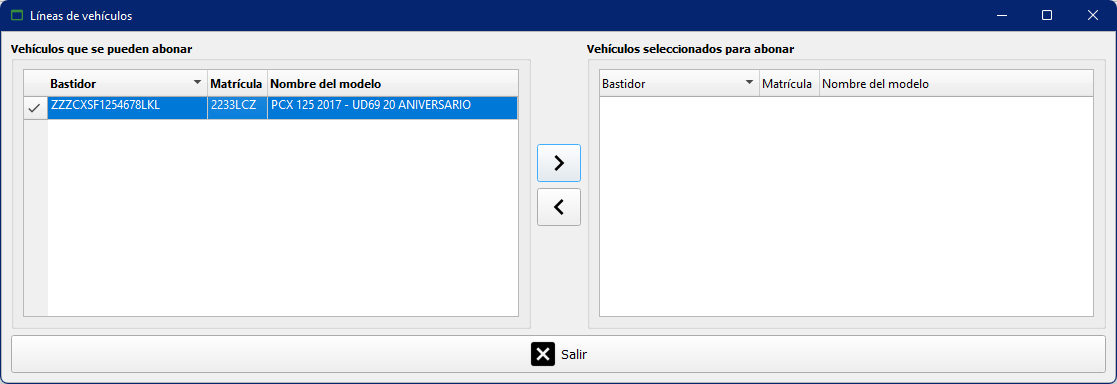 Líneas de vehículos
Vehículos que se pueden abonar
Bastidor Matrícula Nombre del modelo
ZZZCXSF1254678LKL 2233LCZ PCX 125 2017 - UD69 20 ANIVERSARIO
Vehículos seleccionados para abonar
Bastidor Matrícula Nombre del modelo
Salir